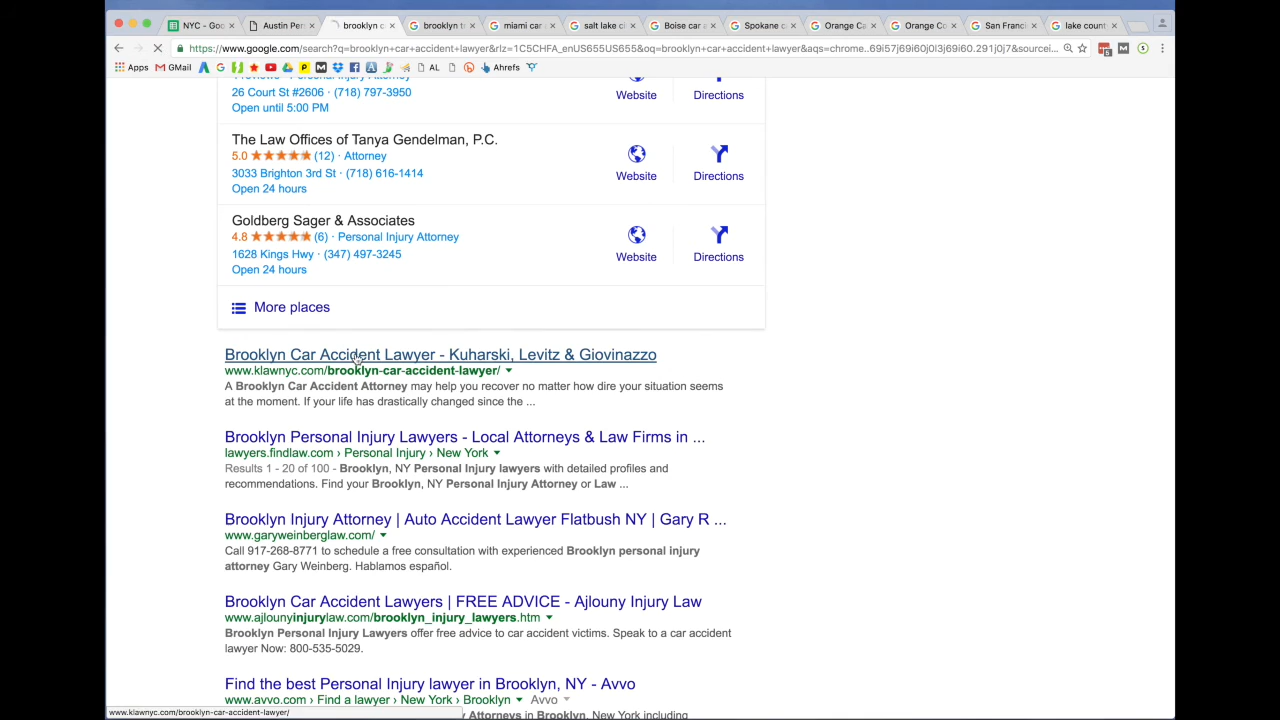 NYC - Goo
Austin Per
brooklyn c
brooklyn t
miami car
salt lake ci
Boise car a
Spokane c
Orange Ca
Orange Co
San Franci
lake count
https://www.google.com/search?q=brooklyn+car+accident+lawyer&rlz=1C5CHFA_enUS655US655&oq=brooklyn+car+accident+lawyer&aqs=chrome..69i57j69i60j0l3j69i60.291j0j7&sourcei...
Apps GMail AL Ahrefs
Personal Injury Attorney
26 Court St #2606 · (718) 797-3950
Open until 5:00 PM
Website
Directions
The Law Offices of Tanya Gendelman, P.C.
5.0 ★★★★★ (12) · Attorney
3033 Brighton 3rd St · (718) 616-1414
Open 24 hours
Website
Directions
Goldberg Sager & Associates
4.8 ★★★★★ (6) · Personal Injury Attorney
1628 Kings Hwy · (347) 497-3245
Open 24 hours
Website
Directions
More places
Brooklyn Car Accident Lawyer - Kuharski, Levitz & Giovinazzo
www.klawnyc.com/brooklyn-car-accident-lawyer/
A Brooklyn Car Accident Attorney may help you recover no matter how dire your situation seems
at the moment. If your life has drastically changed since the ...
Brooklyn Personal Injury Lawyers - Local Attorneys & Law Firms in ...
lawyers.findlaw.com › Personal Injury › New York
Results 1 - 20 of 100 - Brooklyn, NY Personal Injury lawyers with detailed profiles and
recommendations. Find your Brooklyn, NY Personal Injury Attorney or Law ...
Brooklyn Injury Attorney | Auto Accident Lawyer Flatbush NY | Gary R ...
www.garyweinberglaw.com/
Call 917-268-8771 to schedule a free consultation with experienced Brooklyn personal injury
attorney Gary Weinberg. Hablamos español.
Brooklyn Car Accident Lawyers | FREE ADVICE - Ajlouny Injury Law
www.ajlounyinjurylaw.com/brooklyn_injury_lawyers.htm
Brooklyn Personal Injury Lawyers offer free advice to car accident victims. Speak to a car accident
lawyer Now: 800-535-5029.
Find the best Personal Injury lawyer in Brooklyn, NY - Avvo
www.avvo.com › Find a lawyer › New York › Brooklyn Avvo
Attorneys in Brooklyn, New York including
www.klawnyc.com/brooklyn-car-accident-lawyer/